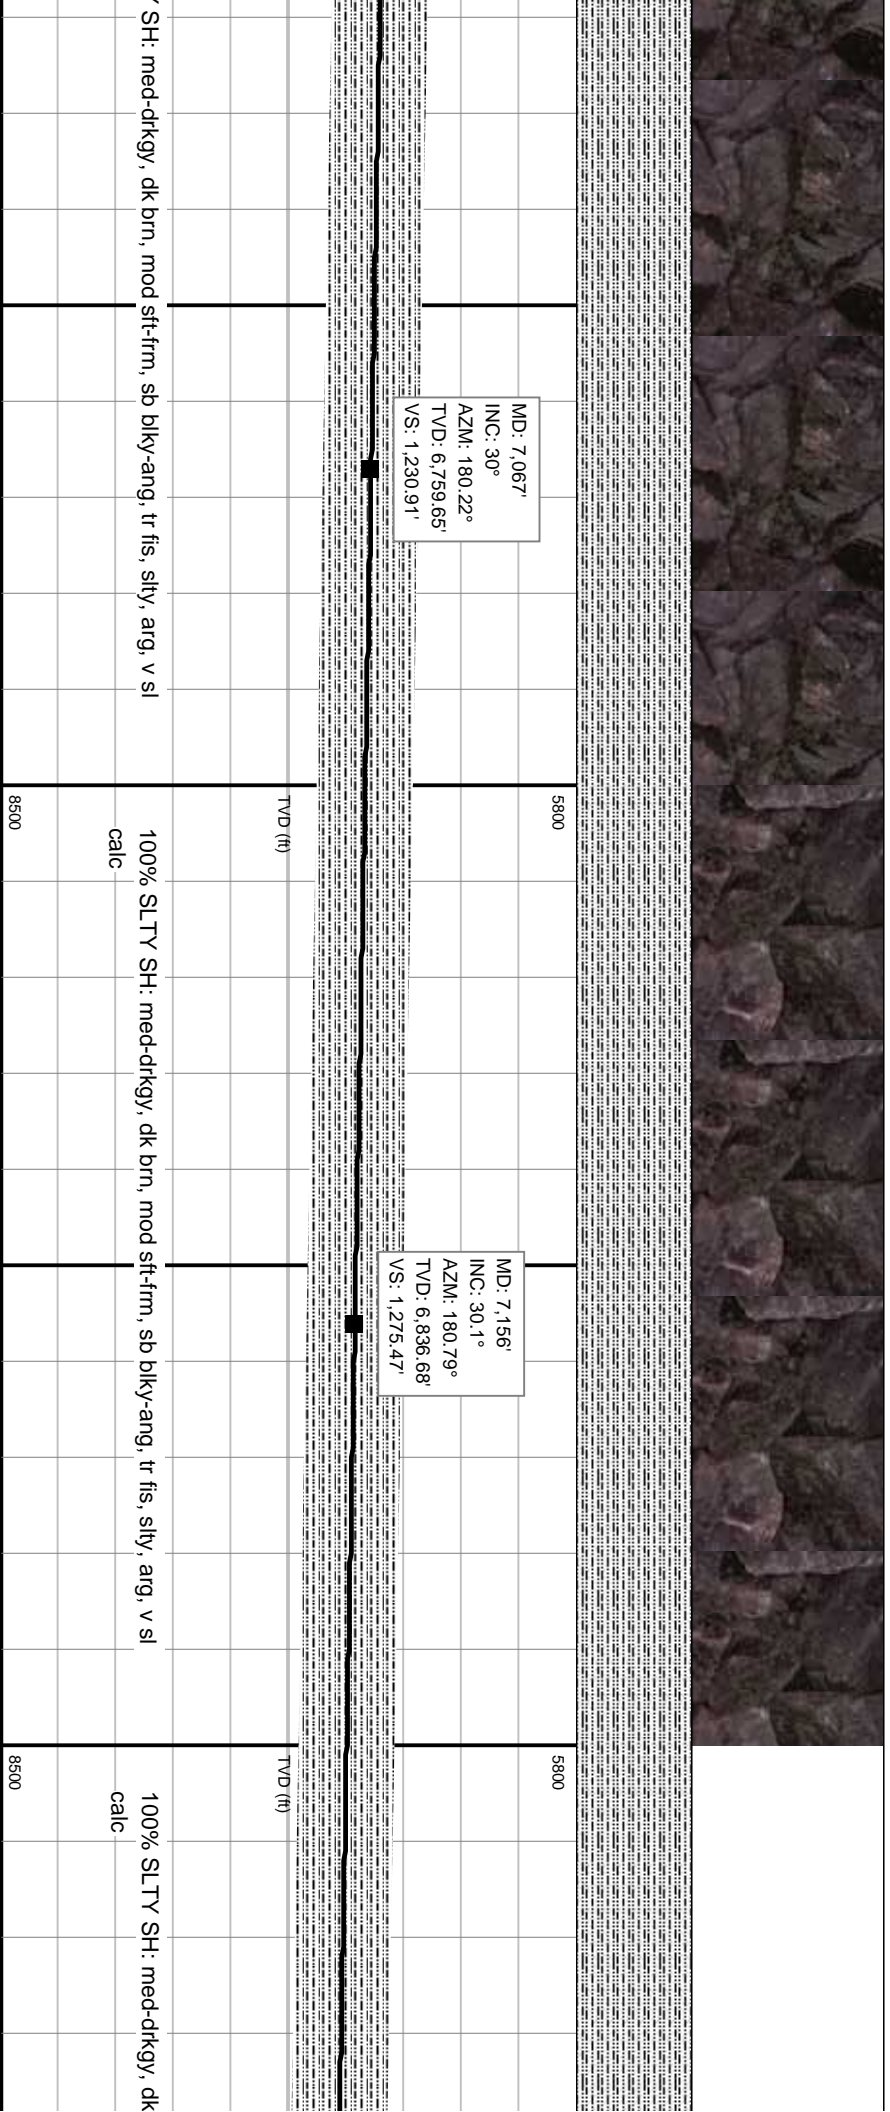 Y SH: med-drkgy, dk brn, mod sft-frm, sb blky-ang, tr fis, slty, arg, v sl
MD: 7,067'
INC: 30°
AZM: 180.22°
TVD: 6,759.65'
VS: 1,230.91'
5800
TVD (ft)
8500
100% SLTY SH: med-drkgy, dk brn, mod sft-frm, sb blky-ang, tr fis, slty, arg, v sl
calc
MD: 7,156'
INC: 30.1°
AZM: 180.79°
TVD: 6,836.68'
VS: 1,275.47'
5800
TVD (ft)
8500
100% SLTY SH: med-drkgy, dk
calc